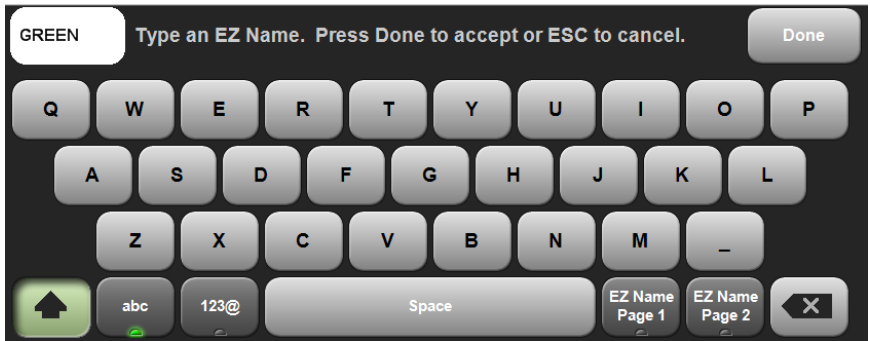 GREEN
Type an EZ Name. Press Done to accept or ESC to cancel.
Done
Q W E R T Y U I O P
A S D F G H J K L
Z X C V B N M _
abc
123@
Space
EZ Name
Page 1
EZ Name
Page 2